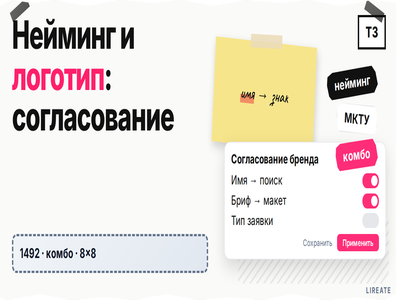 Нейминг и
логотип:
согласование
ТЗ
имя → знак
нейминг
МКТУ
комбо
Согласование бренда
Имя → поиск
Бриф → макет
Тип заявки
Сохранить Применить
1492 · комбо · 8×8
LIREATE